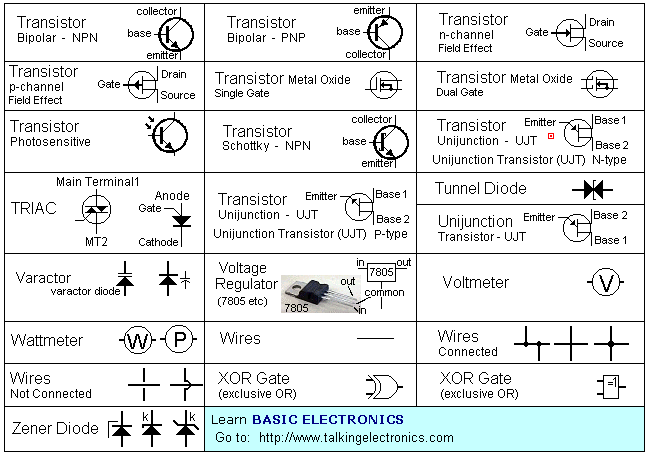 Transistor
Bipolar - NPN
collector
base
emitter
Transistor
Bipolar - PNP
emitter
base
collector
Transistor
n-channel
Field Effect
Gate
Drain
Source
Transistor
p-channel
Field Effect
Gate
Drain
Source
Transistor Metal Oxide
Single Gate
Transistor Metal Oxide
Dual Gate
Transistor
Photosensitive
Transistor
Schottky - NPN
collector
base
emitter
Transistor
Unijunction - UJT
Unijunction Transistor (UJT) N-type
Emitter
Base 1
Base 2
TRIAC
Main Terminal1
MT2
Anode
Gate
Cathode
Transistor
Unijunction - UJT
Unijunction Transistor (UJT) P-type
Emitter
Base 1
Base 2
Tunnel Diode
Unijunction
Transistor - UJT
Emitter
Base 2
Base 1
Varactor
varactor diode
Voltage
Regulator
(7805 etc)
7805
out
in
in
7805
out
common
Voltmeter
V
Wattmeter
W
P
Wires
Wires
Connected
Wires
Not Connected
XOR Gate
(exclusive OR)
XOR Gate
(exclusive OR)
=1
Zener Diode
k
k
Learn BASIC ELECTRONICS
Go to: http://www.talkingelectronics.com